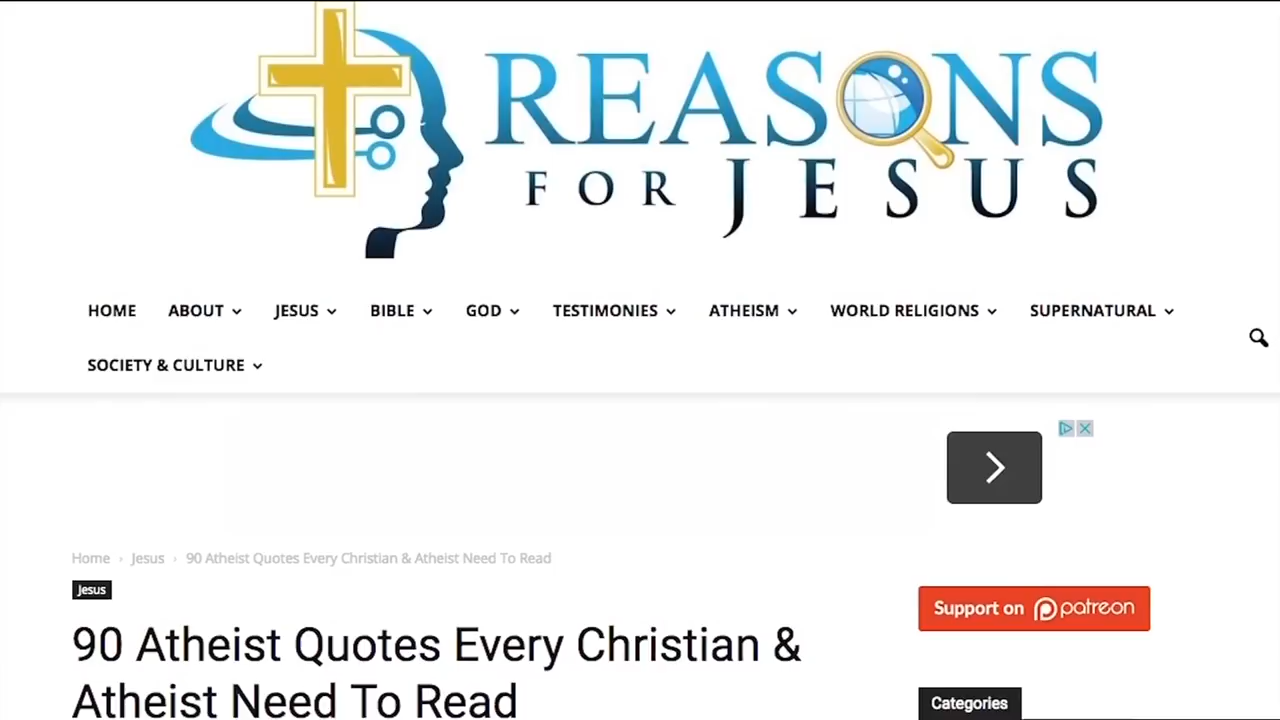 REASONS
FOR JESUS
HOME ABOUT JESUS BIBLE GOD TESTIMONIES ATHEISM WORLD RELIGIONS SUPERNATURAL
SOCIETY & CULTURE
Home › Jesus › 90 Atheist Quotes Every Christian & Atheist Need To Read
Jesus
90 Atheist Quotes Every Christian &
Atheist Need To Read
Support on patreon
Categories